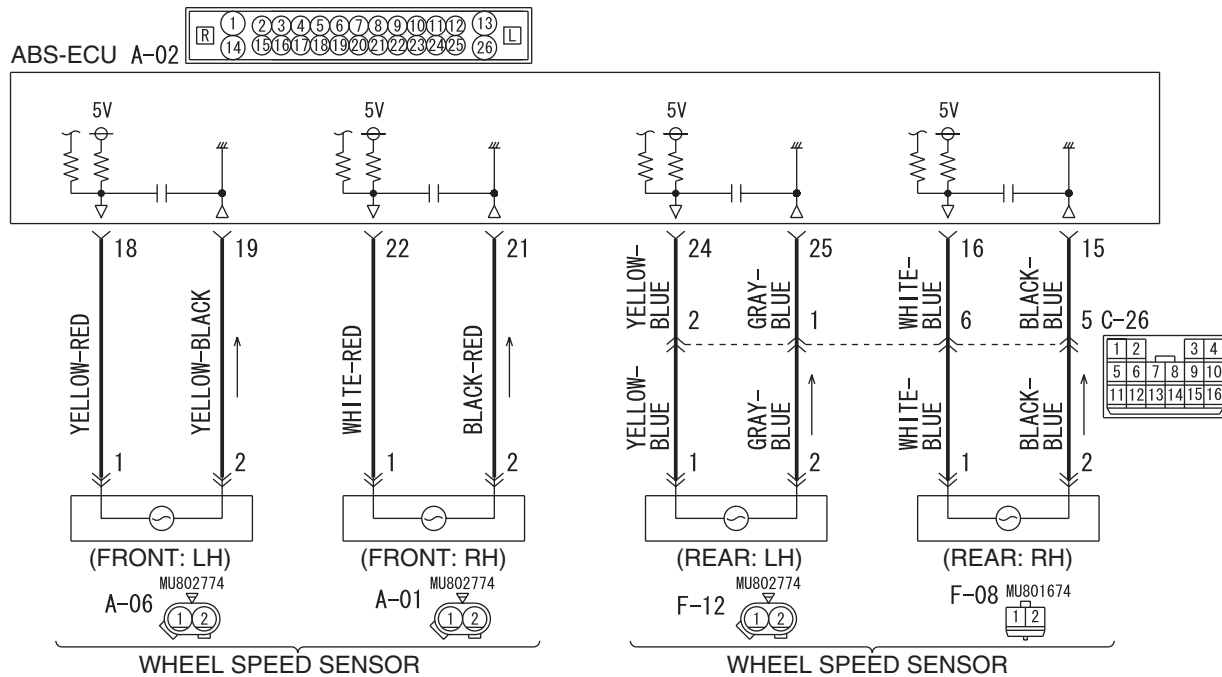 R 1 2 3 4 5 6 7 8 9 10 11 12 13 L
14 15 16 17 18 19 20 21 22 23 24 25 26
ABS-ECU A-02
5V 5V 5V 5V
18 19 22 21 24 25 16 15
YELLOW-RED
YELLOW-BLACK
WHITE-RED
BLACK-RED
YELLOW-
BLUE
GRAY-
BLUE
WHITE-
BLUE
BLACK-
BLUE
2 1 6 5 C-26
1 2 3 4
5 6 7 8 9 10
11 12 13 14 15 16
YELLOW-
BLUE
GRAY-
BLUE
WHITE-
BLUE
BLACK-
BLUE
1 2 1 2 1 2 1 2
(FRONT: LH) (FRONT: RH) (REAR: LH) (REAR: RH)
A-06 MU802774
1 2
A-01 MU802774
1 2
F-12 MU802774
1 2
F-08 MU801674
1 2
WHEEL SPEED SENSOR WHEEL SPEED SENSOR